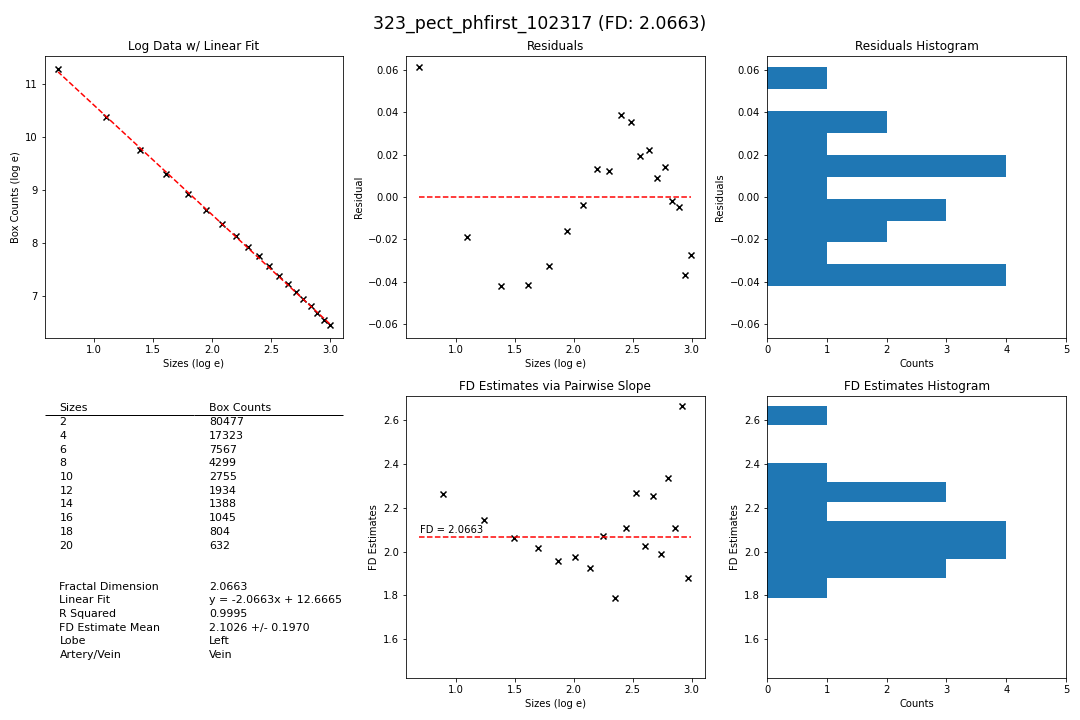 323_pect_phfirst_102317 (FD: 2.0663)
Log Data w/ Linear Fit
Box Counts (log e)
11
10
9
8
7
1.0 1.5 2.0 2.5 3.0
Sizes (log e)
Residuals
Residual
0.06
0.04
0.02
0.00
−0.02
−0.04
−0.06
1.0 1.5 2.0 2.5 3.0
Sizes (log e)
Residuals Histogram
Residuals
0.06
0.04
0.02
0.00
−0.02
−0.04
−0.06
0 1 2 3 4 5
Counts
Sizes Box Counts
2 80477
4 17323
6 7567
8 4299
10 2755
12 1934
14 1388
16 1045
18 804
20 632
Fractal Dimension 2.0663
Linear Fit y = -2.0663x + 12.6665
R Squared 0.9995
FD Estimate Mean 2.1026 +/- 0.1970
Lobe Left
Artery/Vein Vein
FD Estimates via Pairwise Slope
FD Estimates
2.6
2.4
2.2
2.0
1.8
1.6
FD = 2.0663
1.0 1.5 2.0 2.5 3.0
Sizes (log e)
FD Estimates Histogram
FD Estimates
2.6
2.4
2.2
2.0
1.8
1.6
0 1 2 3 4 5
Counts